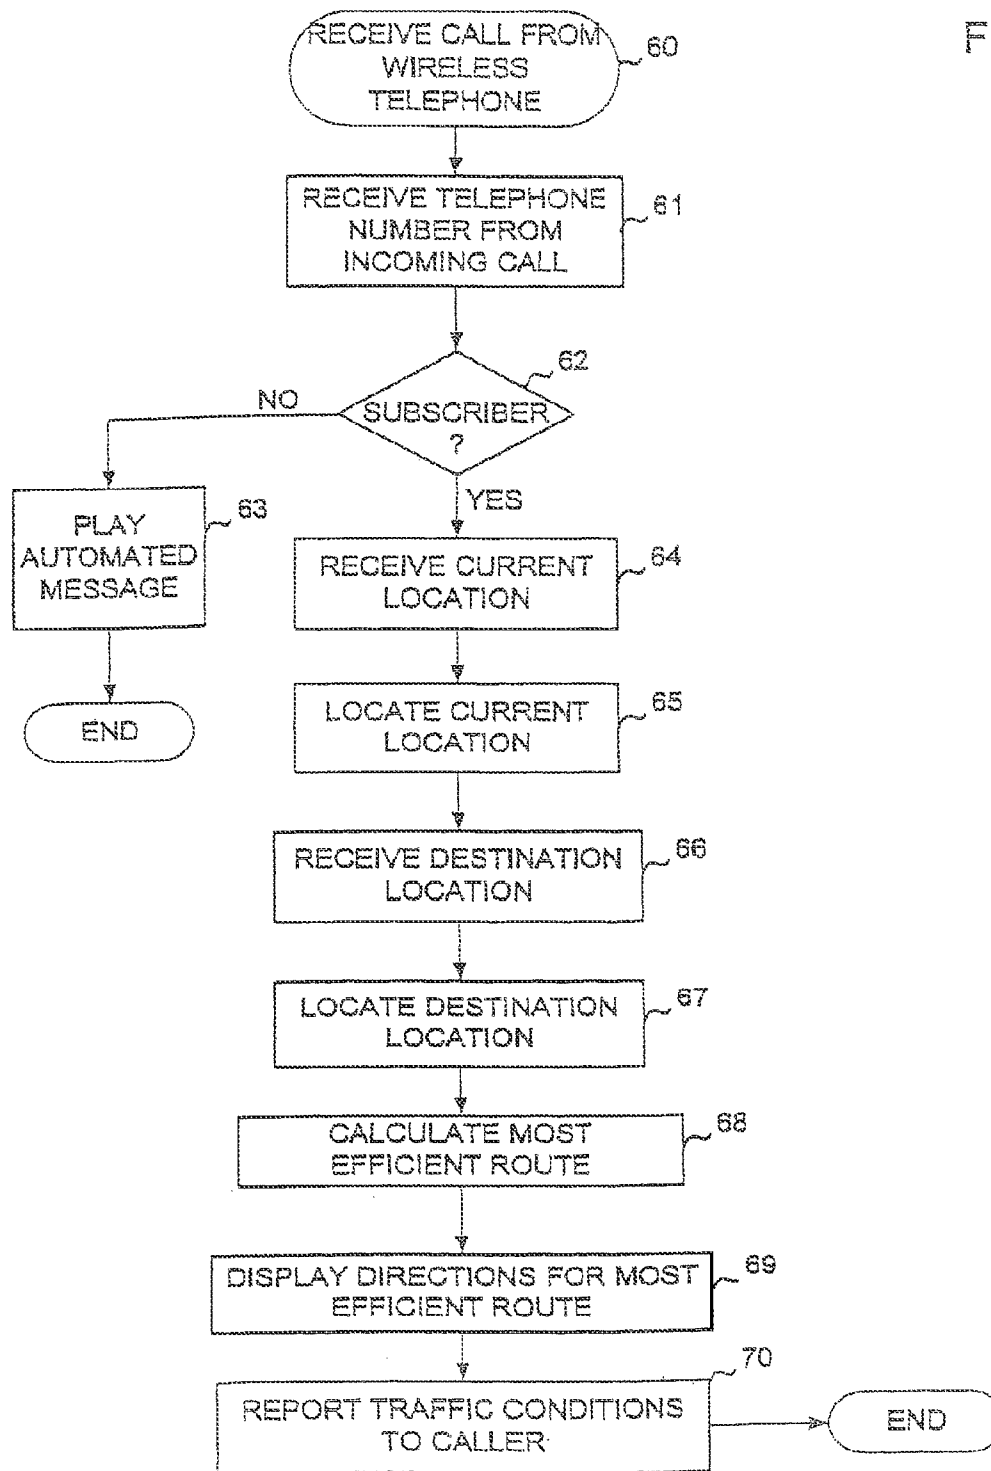 F
RECEIVE CALL FROM
WIRELESS
TELEPHONE
60
RECEIVE TELEPHONE
NUMBER FROM
INCOMING CALL
61
SUBSCRIBER
?
62
NO
YES
PLAY
AUTOMATED
MESSAGE
63
END
RECEIVE CURRENT
LOCATION
64
LOCATE CURRENT
LOCATION
65
RECEIVE DESTINATION
LOCATION
66
LOCATE DESTINATION
LOCATION
67
CALCULATE MOST
EFFICIENT ROUTE
68
DISPLAY DIRECTIONS FOR MOST
EFFICIENT ROUTE
69
REPORT TRAFFIC CONDITIONS
TO CALLER
70
END